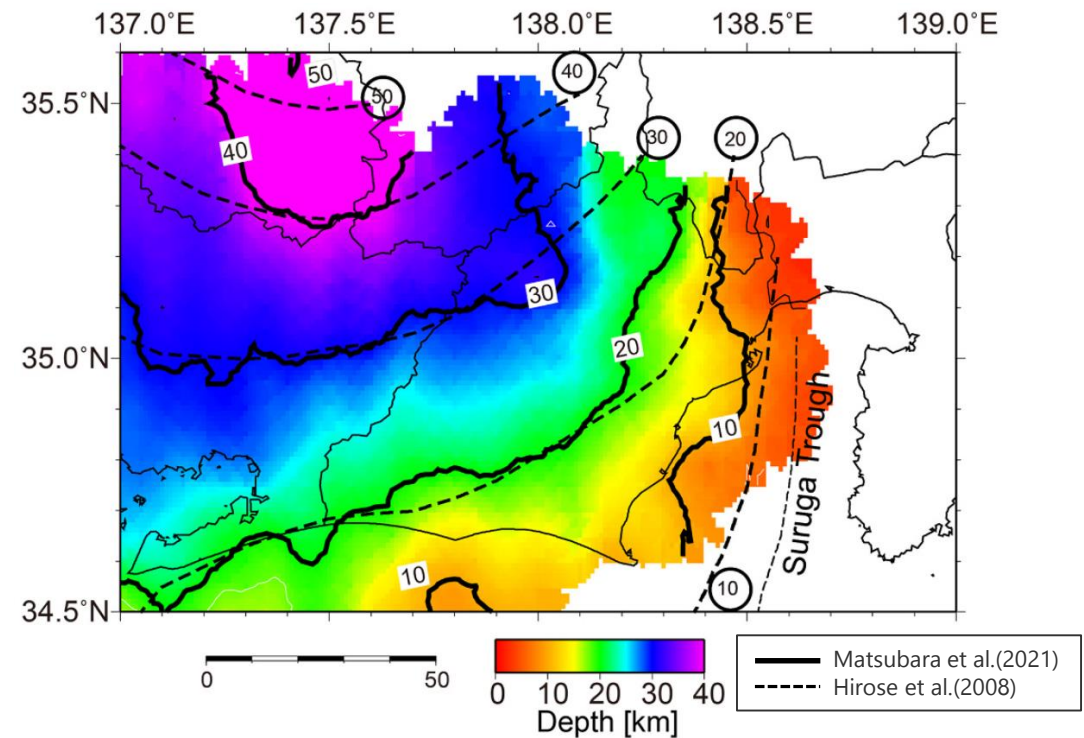 137.0°E 137.5°E 138.0°E 138.5°E 139.0°E
50
40
50
30
20
35.5°N
40
30
20
35.0°N
10
Suruga Trough
10
10
34.5°N
0 50
0 10 20 30 40
Depth [km]
Matsubara et al.(2021)
Hirose et al.(2008)